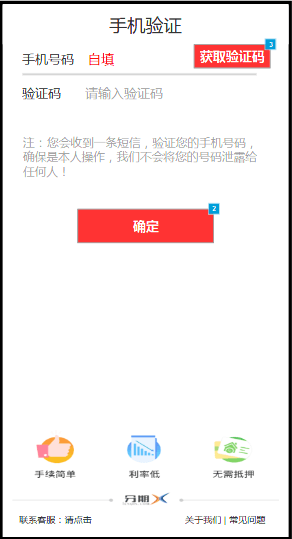 手机验证
手机号码 自填 获取验证码 3
验证码 请输入验证码
注：您会收到一条短信，验证您的手机号码，
确保是本人操作，我们不会将您的号码泄露给
任何人！
确定 2
手续简单 利率低 无需抵押
分期X
联系客服：请点击 关于我们 | 常见问题